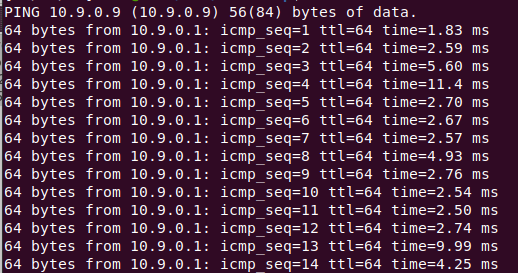 PING 10.9.0.9 (10.9.0.9) 56(84) bytes of data.
64 bytes from 10.9.0.1: icmp_seq=1 ttl=64 time=1.83 ms
64 bytes from 10.9.0.1: icmp_seq=2 ttl=64 time=2.59 ms
64 bytes from 10.9.0.1: icmp_seq=3 ttl=64 time=5.60 ms
64 bytes from 10.9.0.1: icmp_seq=4 ttl=64 time=11.4 ms
64 bytes from 10.9.0.1: icmp_seq=5 ttl=64 time=2.70 ms
64 bytes from 10.9.0.1: icmp_seq=6 ttl=64 time=2.67 ms
64 bytes from 10.9.0.1: icmp_seq=7 ttl=64 time=2.57 ms
64 bytes from 10.9.0.1: icmp_seq=8 ttl=64 time=4.93 ms
64 bytes from 10.9.0.1: icmp_seq=9 ttl=64 time=2.76 ms
64 bytes from 10.9.0.1: icmp_seq=10 ttl=64 time=2.54 ms
64 bytes from 10.9.0.1: icmp_seq=11 ttl=64 time=2.50 ms
64 bytes from 10.9.0.1: icmp_seq=12 ttl=64 time=2.74 ms
64 bytes from 10.9.0.1: icmp_seq=13 ttl=64 time=9.99 ms
64 bytes from 10.9.0.1: icmp_seq=14 ttl=64 time=4.25 ms